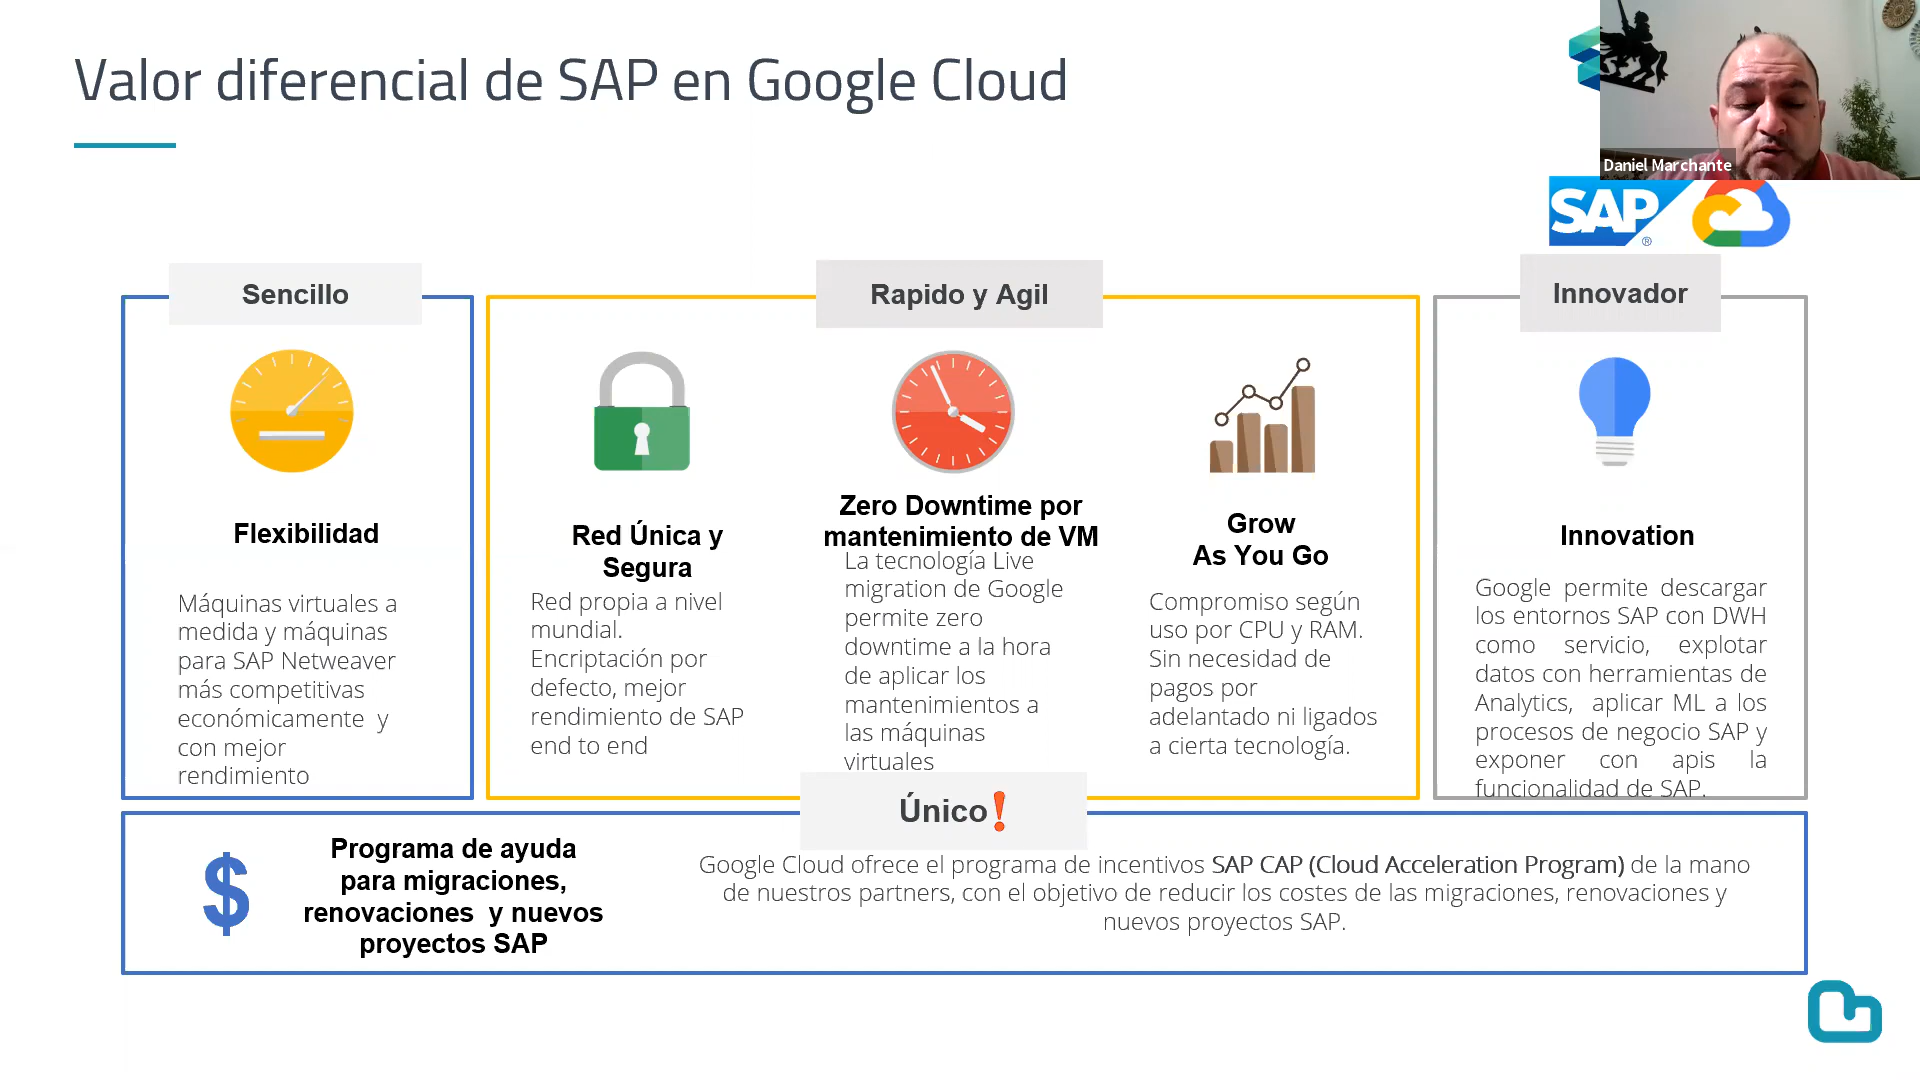 Valor diferencial de SAP en Google Cloud
Daniel Marchante
SAP
®
Sencillo
Flexibilidad
Máquinas virtuales a
medida y máquinas
para SAP Netweaver
más competitivas
económicamente y
con mejor
rendimiento
Rapido y Agil
Red Única y
Segura
Red propia a nivel
mundial.
Encriptación por
defecto, mejor
rendimiento de SAP
end to end
Zero Downtime por
mantenimiento de VM
La tecnología Live
migration de Google
permite zero
downtime a la hora
de aplicar los
mantenimientos a
las máquinas
virtuales
Grow
As You Go
Compromiso según
uso por CPU y RAM.
Sin necesidad de
pagos por
adelantado ni ligados
a cierta tecnología.
Innovador
Innovation
Google permite descargar
los entornos SAP con DWH
como servicio, explotar
datos con herramientas de
Analytics, aplicar ML a los
procesos de negocio SAP y
exponer con apis la
funcionalidad de SAP.
Único❗
$
Programa de ayuda
para migraciones,
renovaciones y nuevos
proyectos SAP
Google Cloud ofrece el programa de incentivos SAP CAP (Cloud Acceleration Program) de la mano
de nuestros partners, con el objetivo de reducir los costes de las migraciones, renovaciones y
nuevos proyectos SAP.